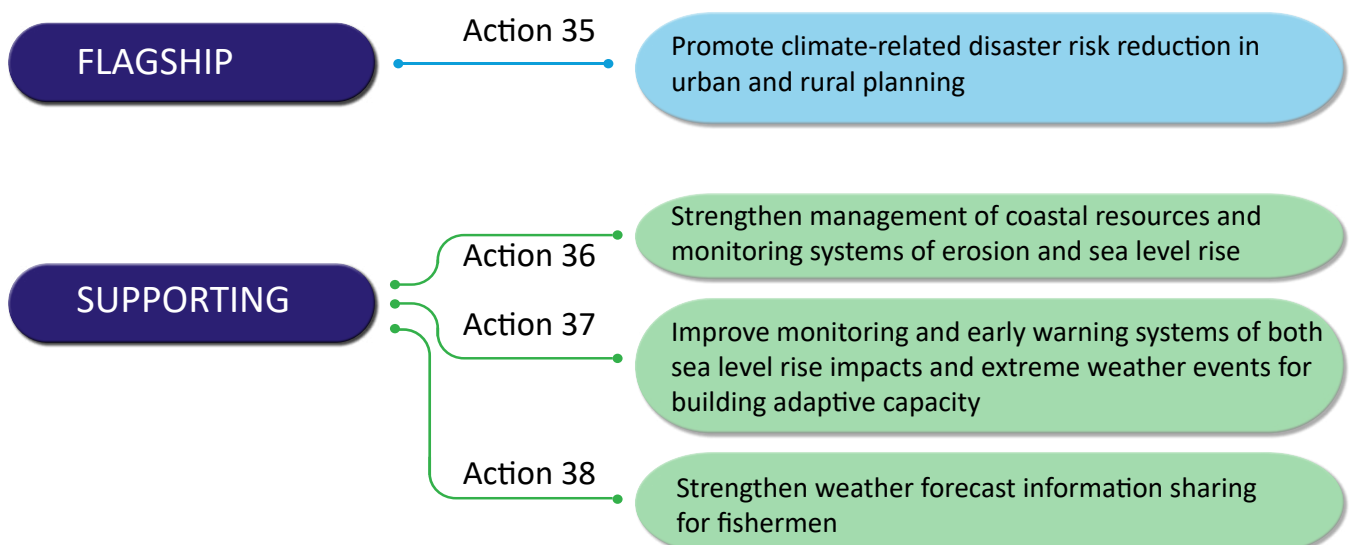 FLAGSHIP
Action 35
Promote climate-related disaster risk reduction in
urban and rural planning
SUPPORTING
Action 36
Strengthen management of coastal resources and
monitoring systems of erosion and sea level rise
Action 37
Improve monitoring and early warning systems of both
sea level rise impacts and extreme weather events for
building adaptive capacity
Action 38
Strengthen weather forecast information sharing
for fishermen